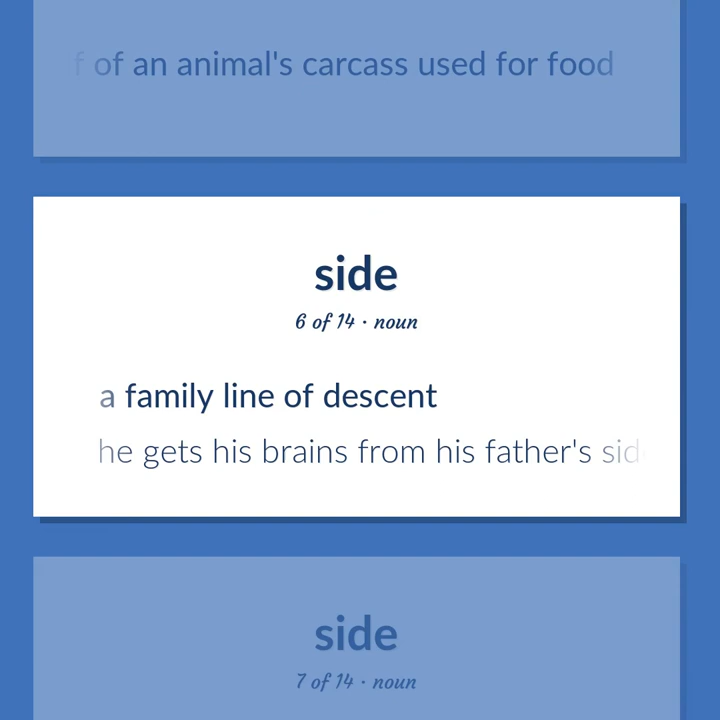 of an animal's carcass used for food
side
6 of 14 · noun
a family line of descent
he gets his brains from his father's
side
7 of 14 · noun